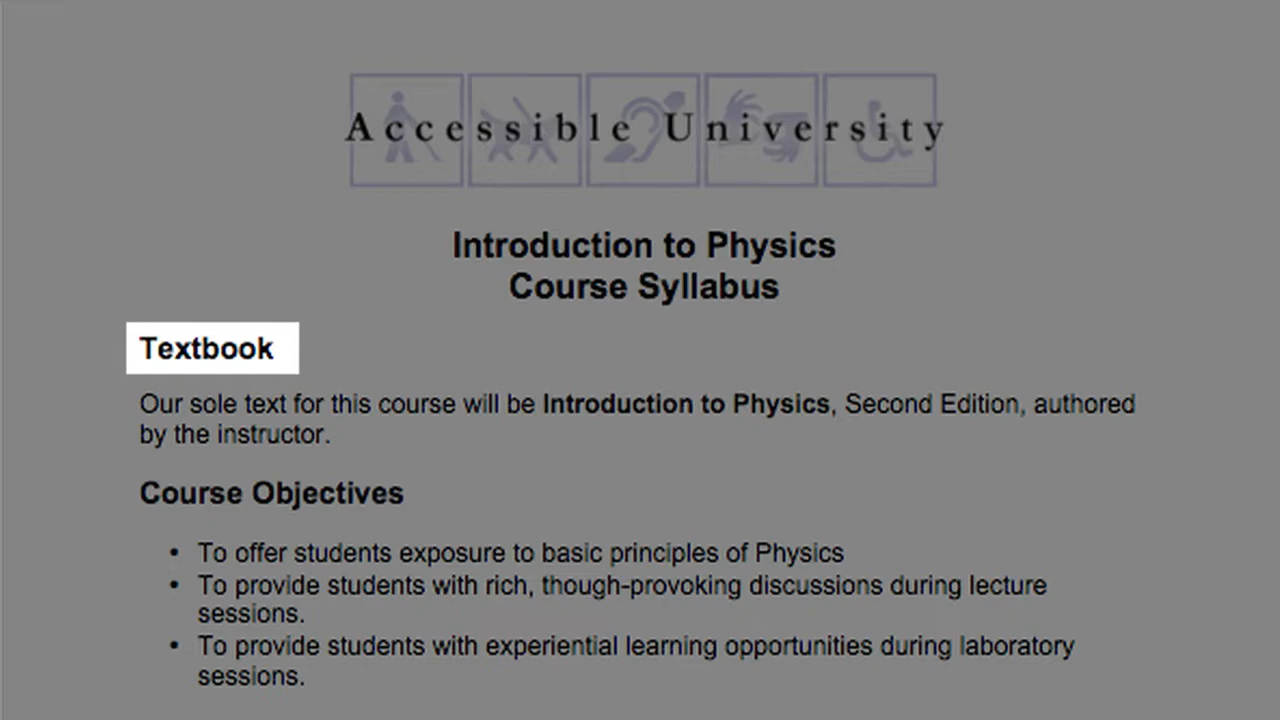 Accessible University
Introduction to Physics
Course Syllabus
Textbook
Our sole text for this course will be Introduction to Physics, Second Edition, authored
by the instructor.
Course Objectives
• To offer students exposure to basic principles of Physics
• To provide students with rich, though-provoking discussions during lecture
sessions.
• To provide students with experiential learning opportunities during laboratory
sessions.